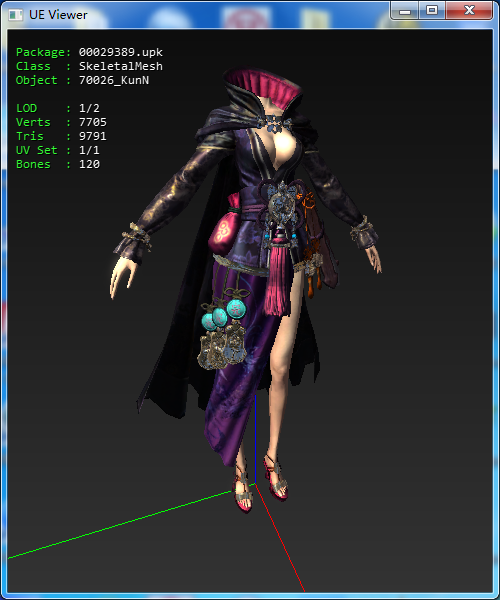 UE Viewer
Package: 00029389.upk
Class : SkeletalMesh
Object : 70026_KunN
LOD : 1/2
Verts : 7705
Tris : 9791
UV Set : 1/1
Bones : 120